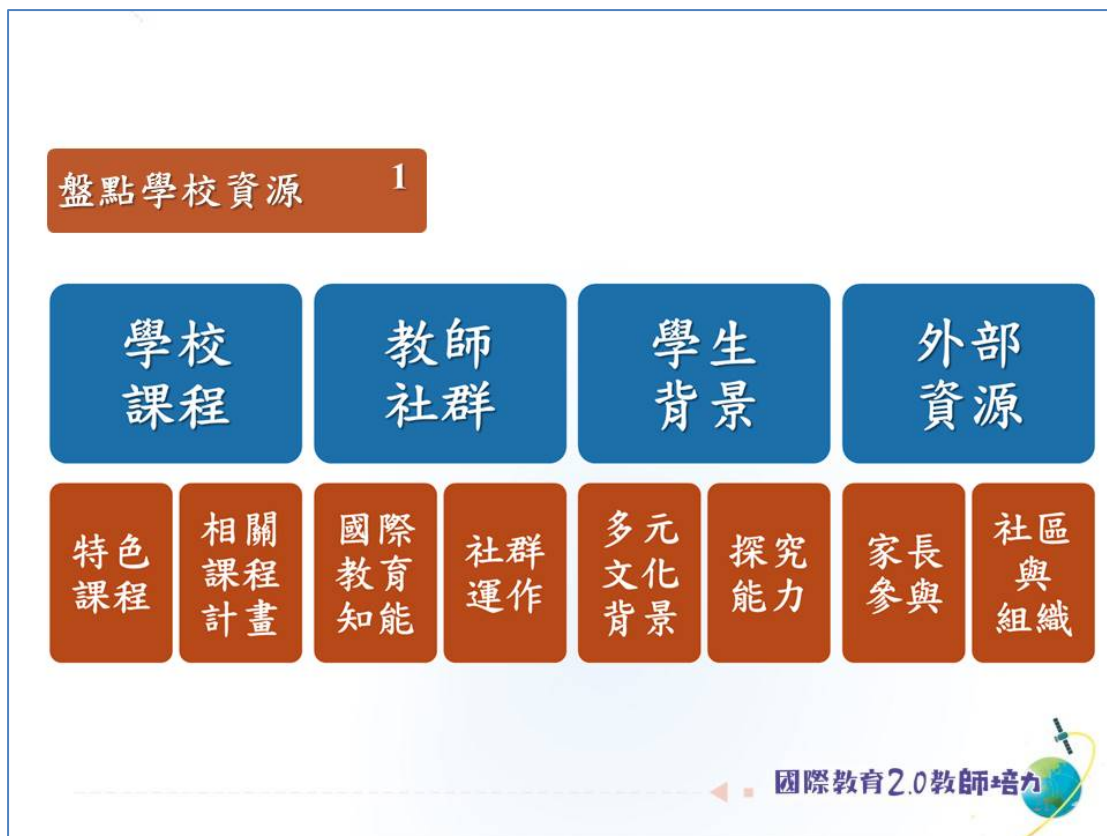 盤點學校資源 1
學校
課程
教師
社群
學生
背景
外部
資源
特色
課程
相關
課程
計畫
國際
教育
知能
社群
運作
多元
文化
背景
探究
能力
家長
參與
社區
與
組織
國際教育2.0教師培力